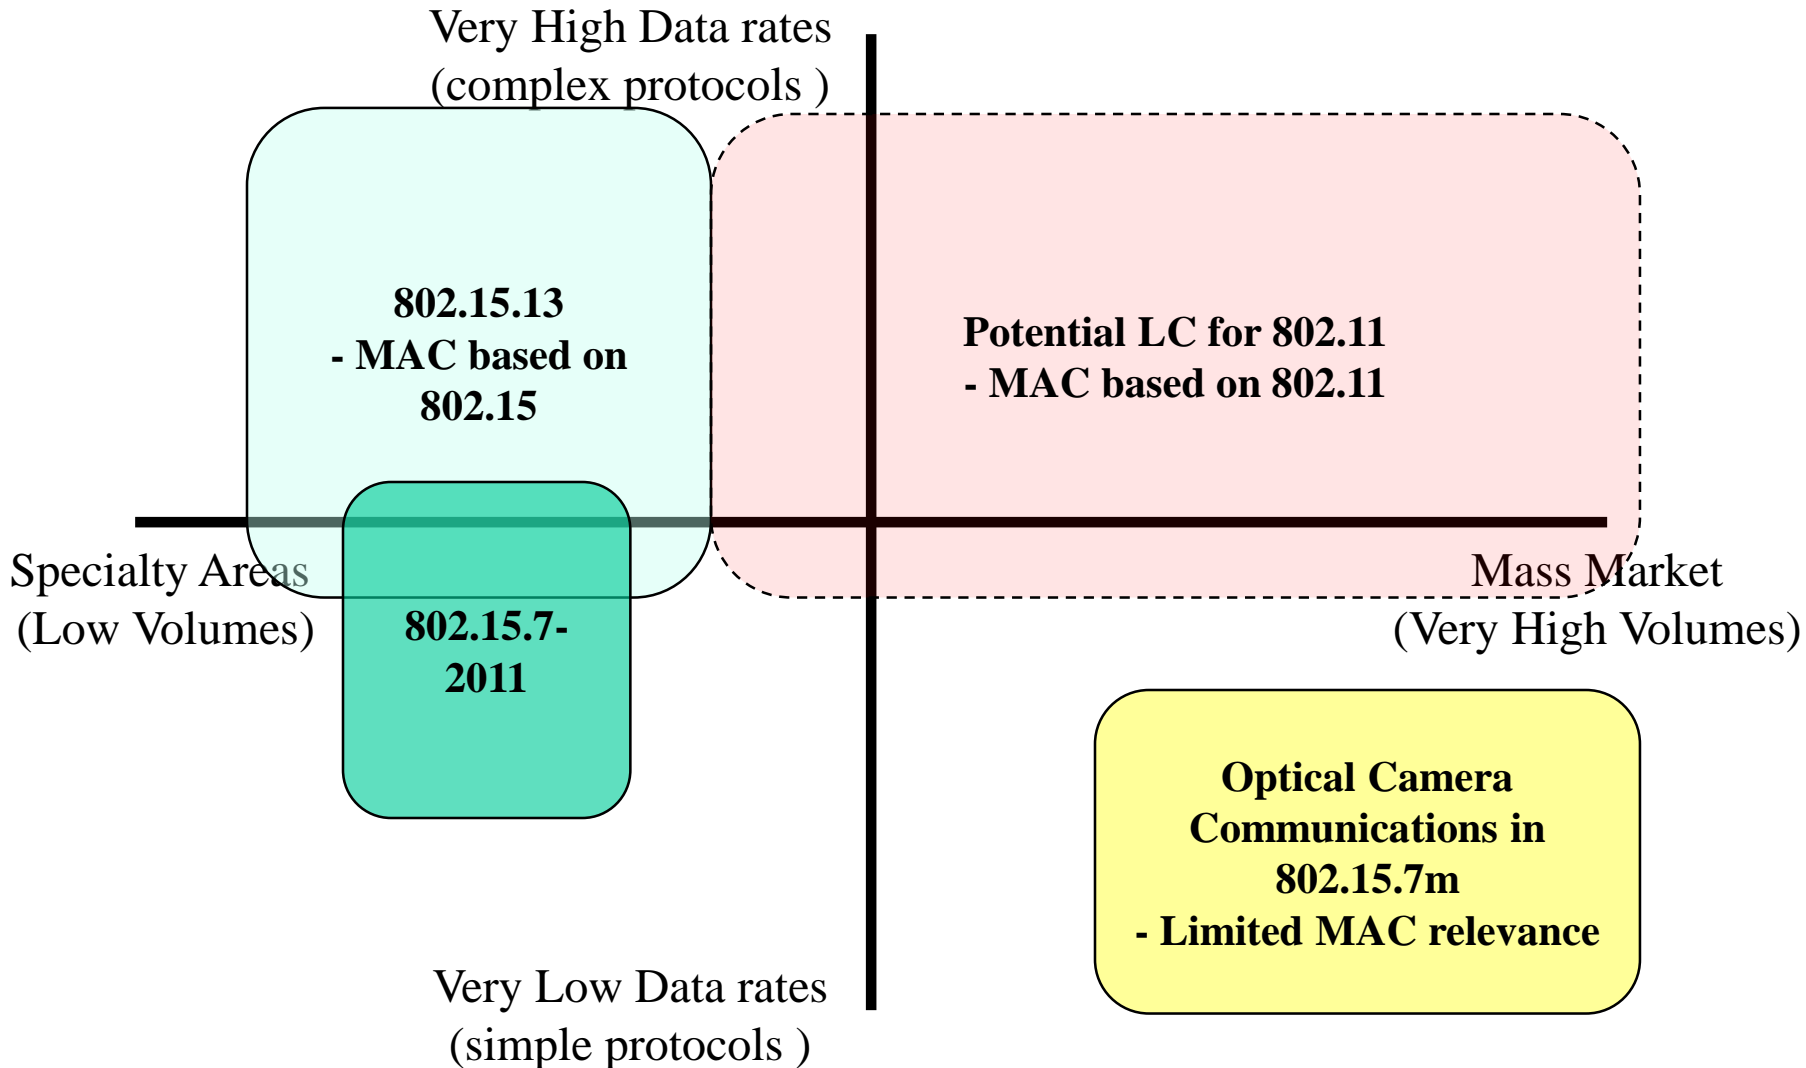 Very High Data rates
(complex protocols )
802.15.13
- MAC based on
802.15
Potential LC for 802.11
- MAC based on 802.11
Specialty Areas
(Low Volumes)
Mass Market
(Very High Volumes)
802.15.7-
2011
Optical Camera
Communications in
802.15.7m
- Limited MAC relevance
Very Low Data rates
(simple protocols )